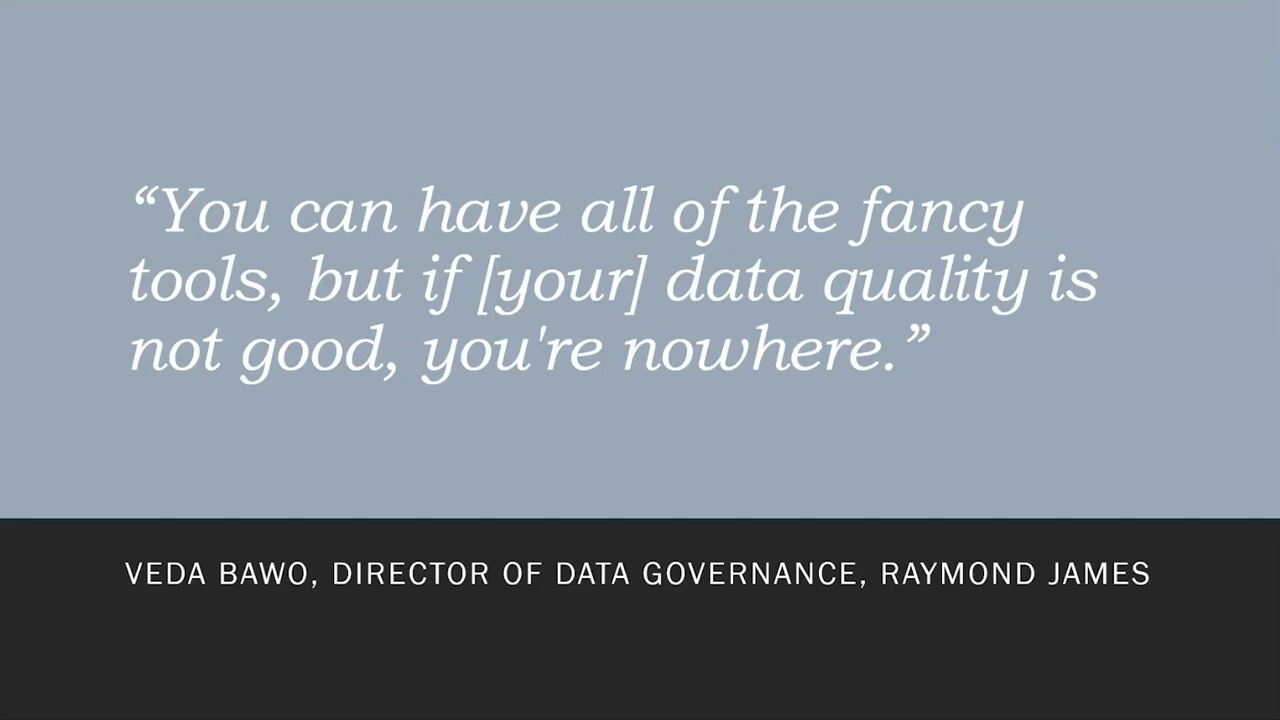 “You can have all of the fancy
tools, but if [your] data quality is
not good, you're nowhere.”
VEDA BAWO, DIRECTOR OF DATA GOVERNANCE, RAYMOND JAMES